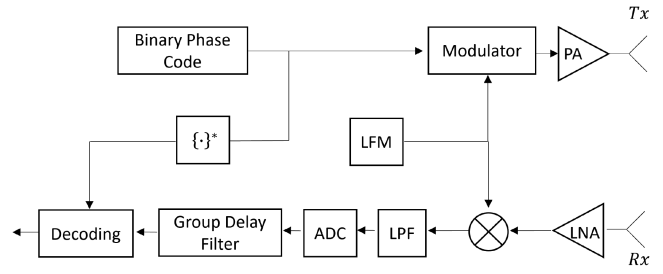 Tx
Binary Phase
Code
Modulator
PA
{·}*
LFM
Decoding
Group Delay
Filter
ADC
LPF
LNA
Rx